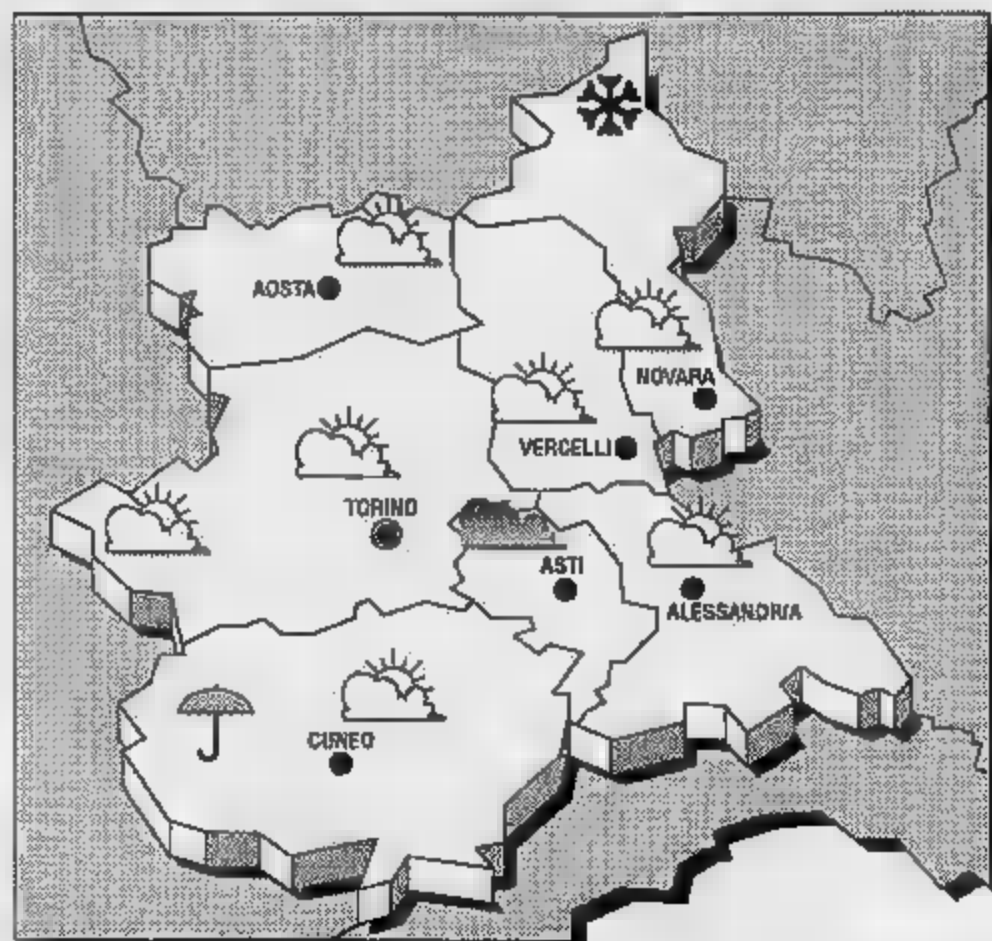 AOSTA
NOVARA
VERCELLI
TORINO
ASTI
ALESSANDRIA
CUNEO